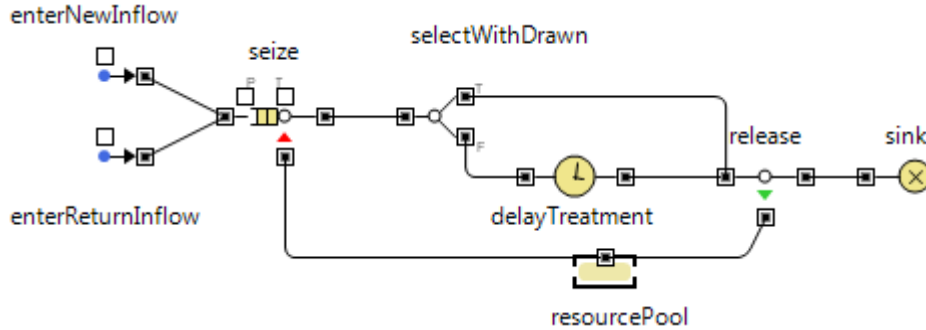 enterNewInflow
selectWithDrawn
seize
P T
T
F
release
sink
enterReturnInflow
delayTreatment
resourcePool